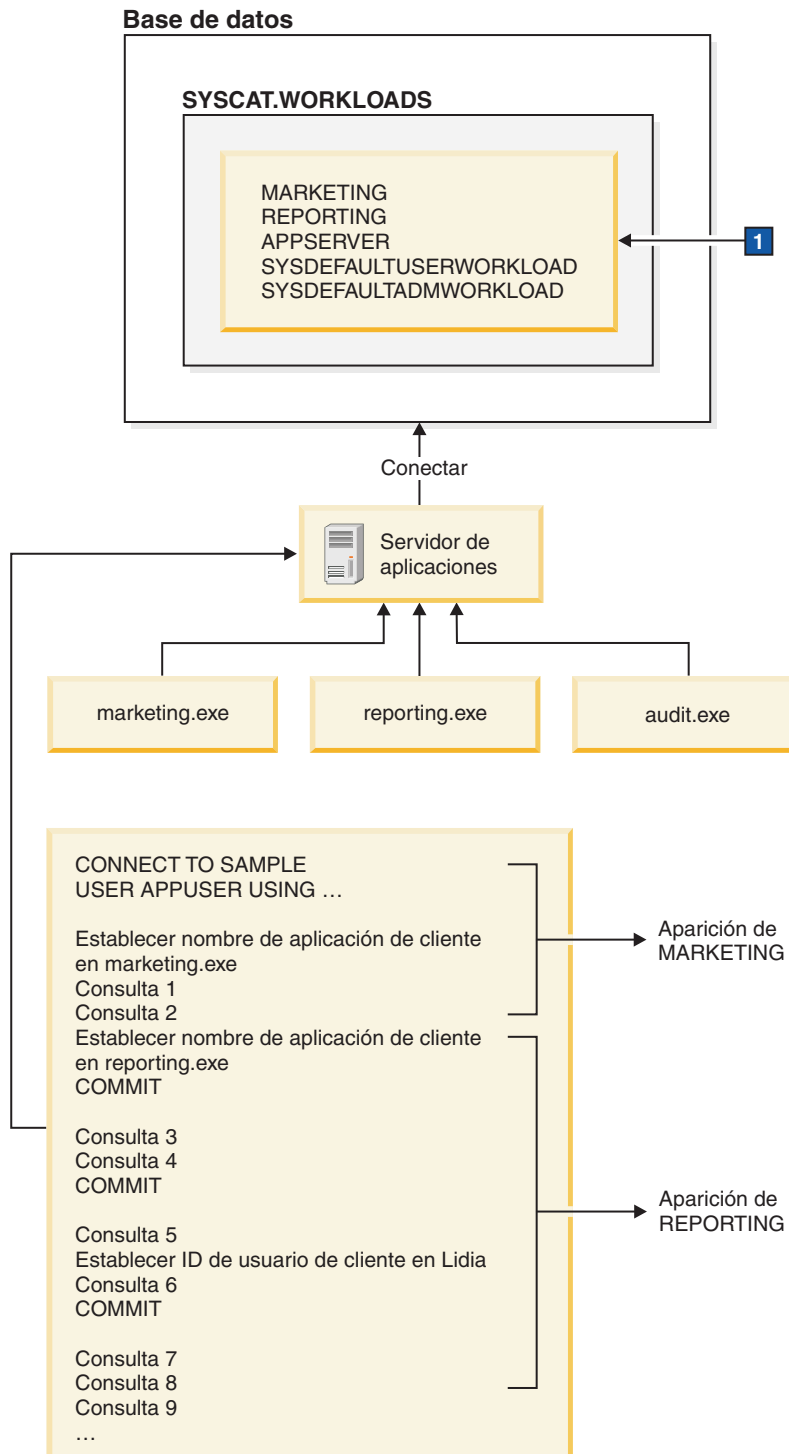 Base de datos
SYSCAT.WORKLOADS
MARKETING
REPORTING
APPSERVER
SYSDEFAULTUSERWORKLOAD
SYSDEFAULTADMWORKLOAD
1
Conectar
Servidor de
aplicaciones
marketing.exe
reporting.exe
audit.exe
CONNECT TO SAMPLE
USER APPUSER USING …
Establecer nombre de aplicación de cliente
en marketing.exe
Consulta 1
Consulta 2
Establecer nombre de aplicación de cliente
en reporting.exe
COMMIT
Consulta 3
Consulta 4
COMMIT
Consulta 5
Establecer ID de usuario de cliente en Lidia
Consulta 6
COMMIT
Consulta 7
Consulta 8
Consulta 9
…
Aparición de
MARKETING
Aparición de
REPORTING